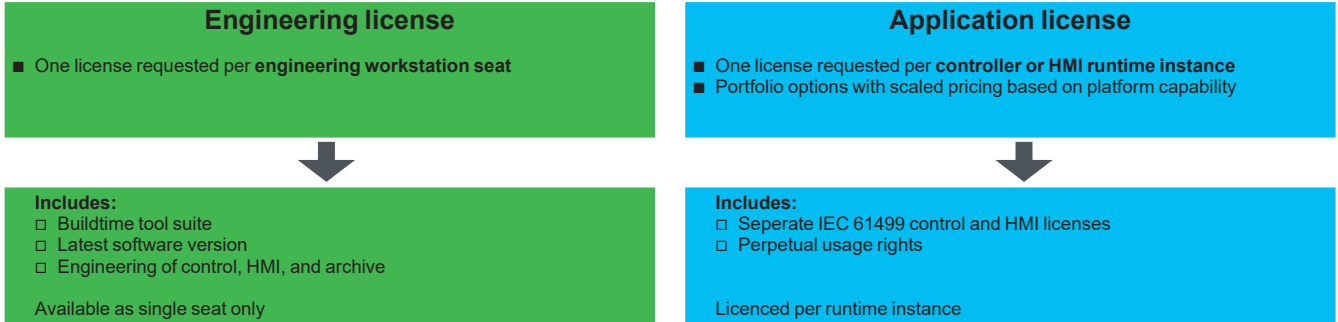 Engineering license
■ One license requested per engineering workstation seat
Includes:
□ Buildtime tool suite
□ Latest software version
□ Engineering of control, HMI, and archive
Available as single seat only
Application license
■ One license requested per controller or HMI runtime instance
■ Portfolio options with scaled pricing based on platform capability
Includes:
□ Seperate IEC 61499 control and HMI licenses
□ Perpetual usage rights
Licenced per runtime instance